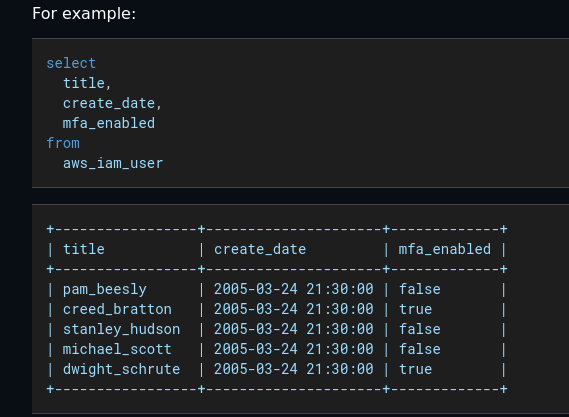 For example:
select
  title,
  create_date,
  mfa_enabled
from
  aws_iam_user
+-----------------+---------------------+-------------+
| title           | create_date         | mfa_enabled |
+-----------------+---------------------+-------------+
| pam_beesly      | 2005-03-24 21:30:00 | false       |
| creed_bratton   | 2005-03-24 21:30:00 | true        |
| stanley_hudson  | 2005-03-24 21:30:00 | false       |
| michael_scott   | 2005-03-24 21:30:00 | false       |
| dwight_schrute  | 2005-03-24 21:30:00 | true        |
+-----------------+---------------------+-------------+